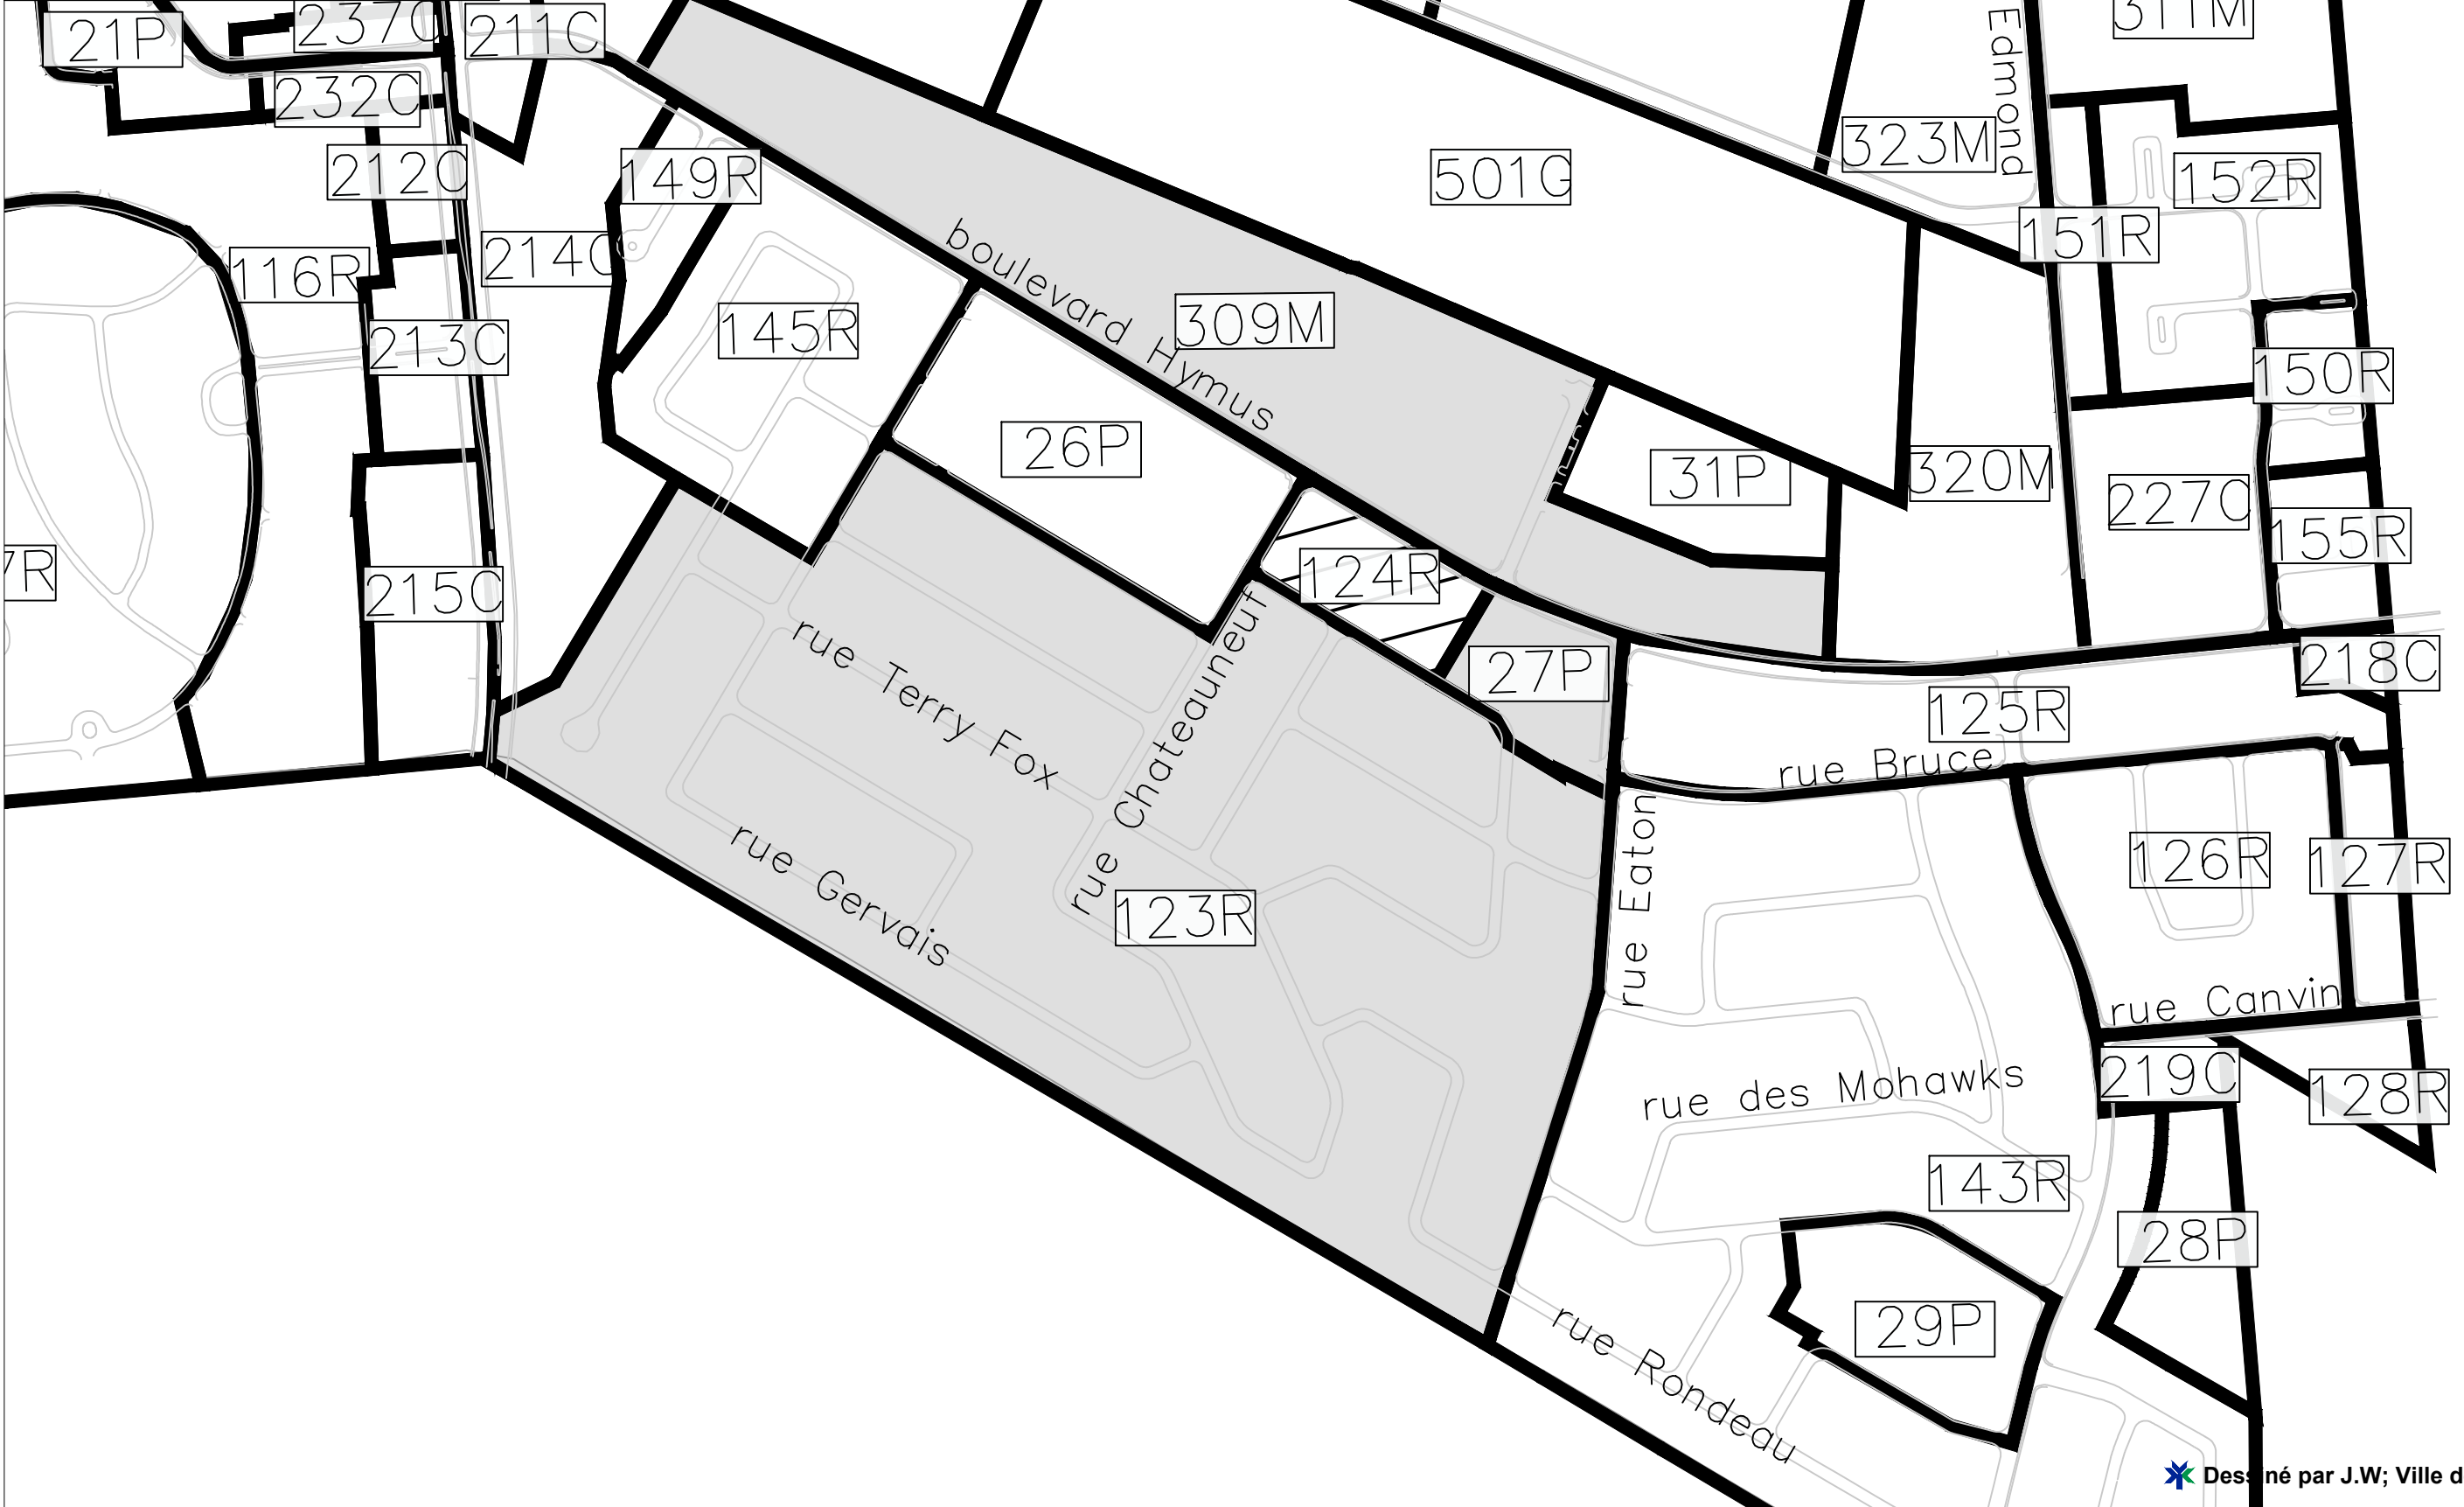 21P
237C
211C
Edmond
311M
232C
323M
212C
149R
501C
152R
116R
214C
151R
boulevard Hymus
213C
145R
309M
150R
26P
31P
320M
227C
155R
7R
215C
124R
rue Terry Fox
rue Chateauneuf
27P
218C
125R
rue Bruce
rue Gervais
123R
rue Eaton
126R
127R
rue Canvin
rue des Mohawks
219C
128R
143R
28P
29P
rue Rondeau
Dessiné par J.W; Ville d